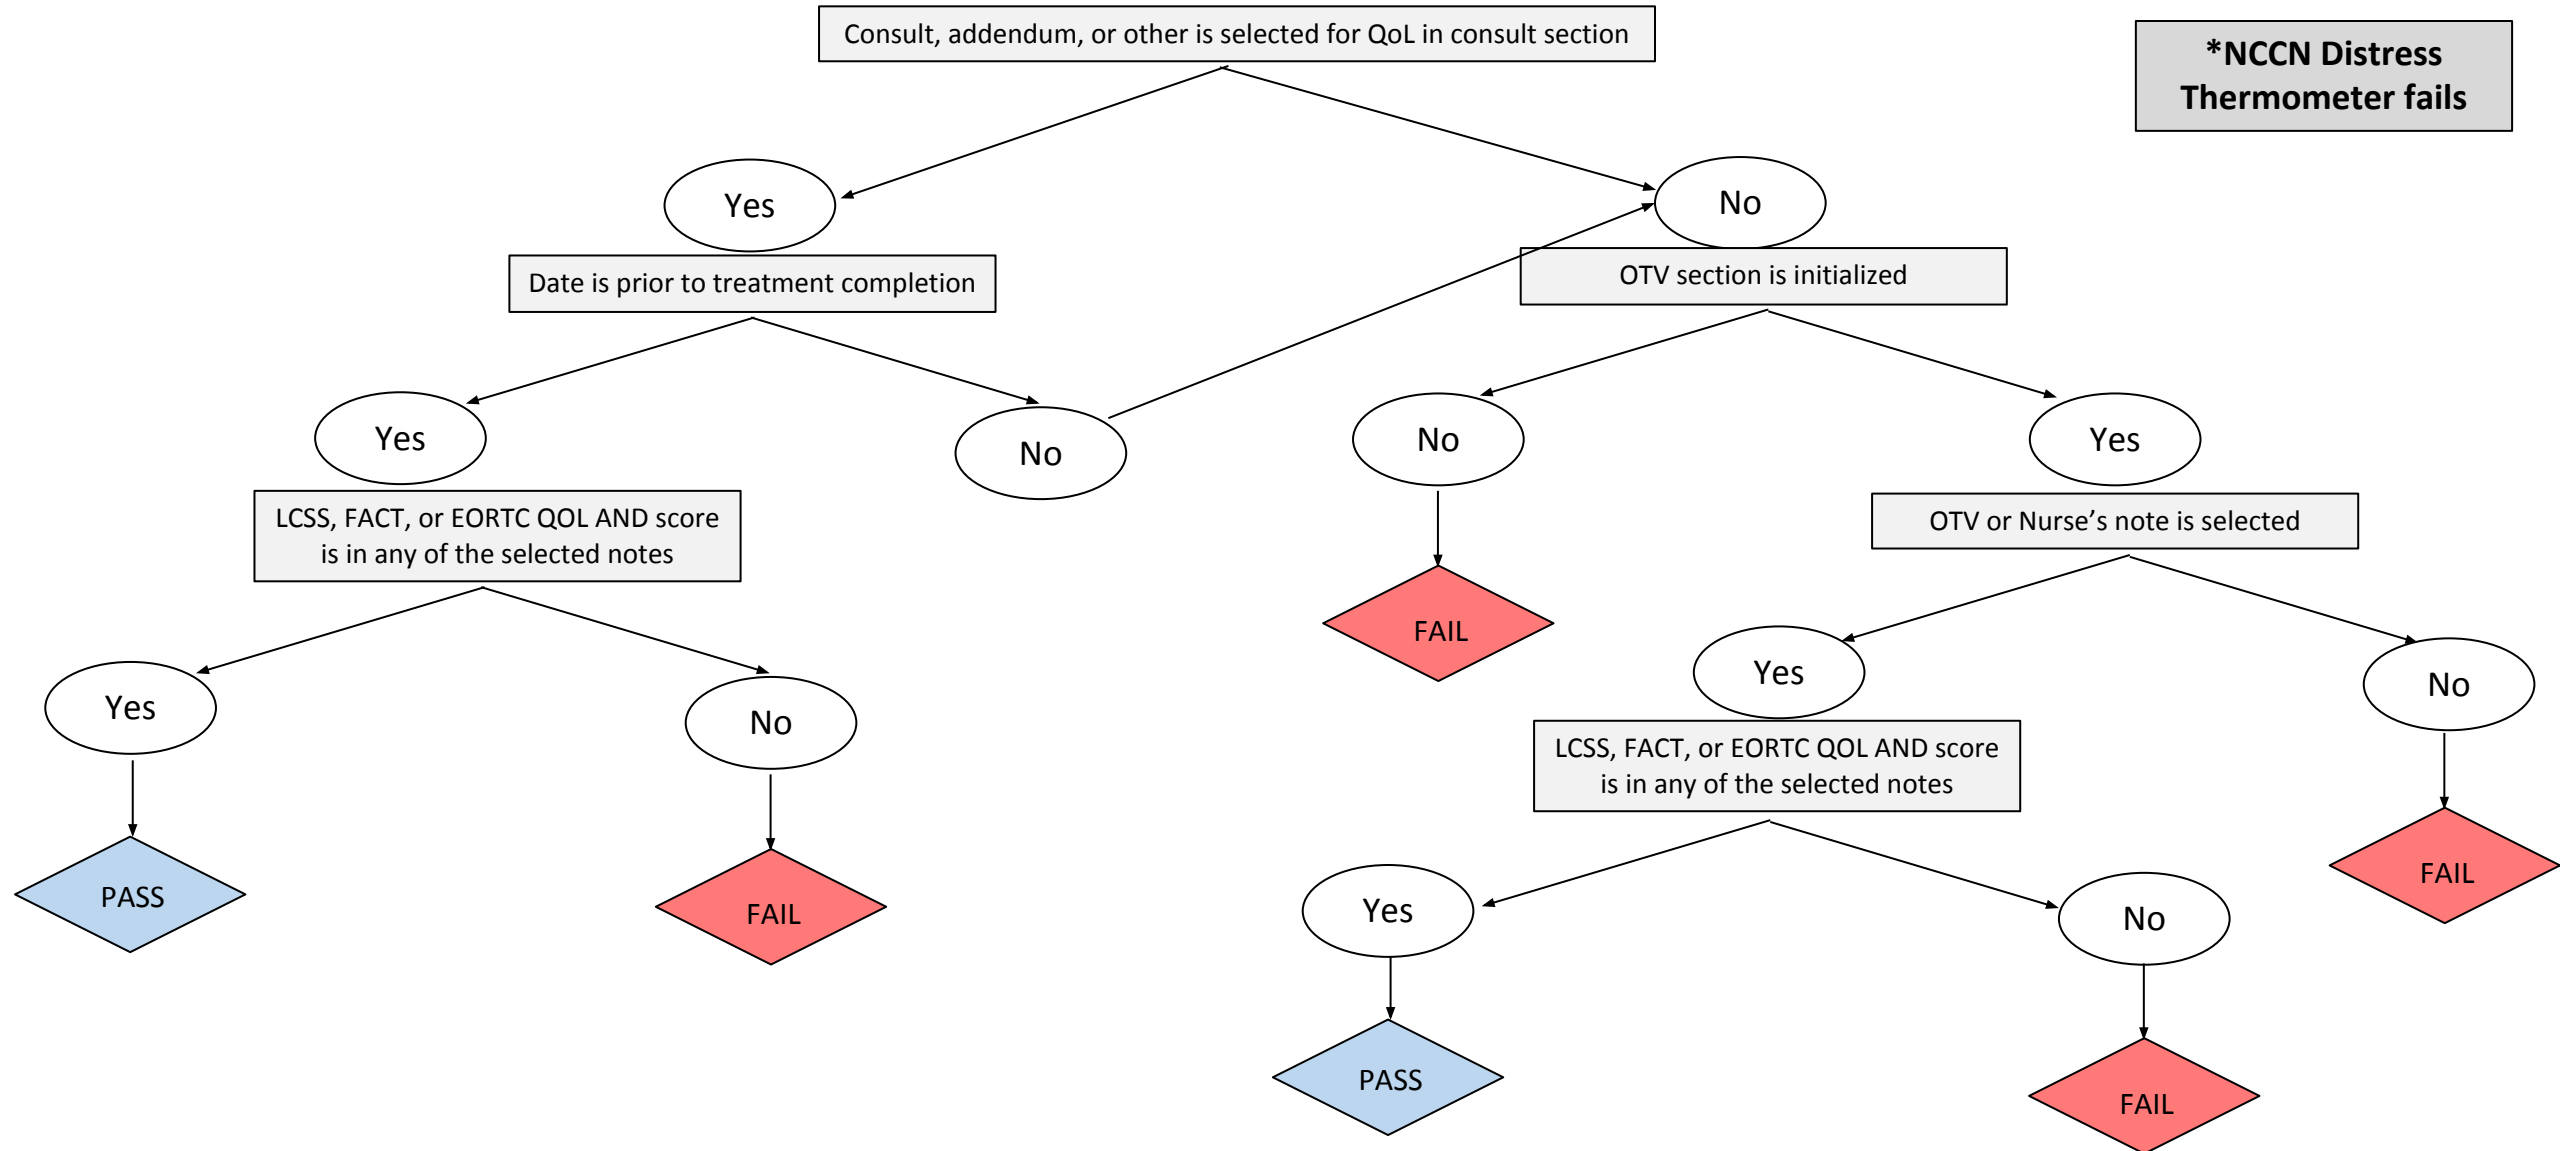 Consult, addendum, or other is selected for QoL in consult section
*NCCN Distress
Thermometer fails
Yes
No
Date is prior to treatment completion
OTV section is initialized
Yes
No
No
Yes
LCSS, FACT, or EORTC QOL AND score
is in any of the selected notes
OTV or Nurse’s note is selected
FAIL
Yes
No
Yes
No
LCSS, FACT, or EORTC QOL AND score
is in any of the selected notes
PASS
FAIL
Yes
No
FAIL
PASS
FAIL